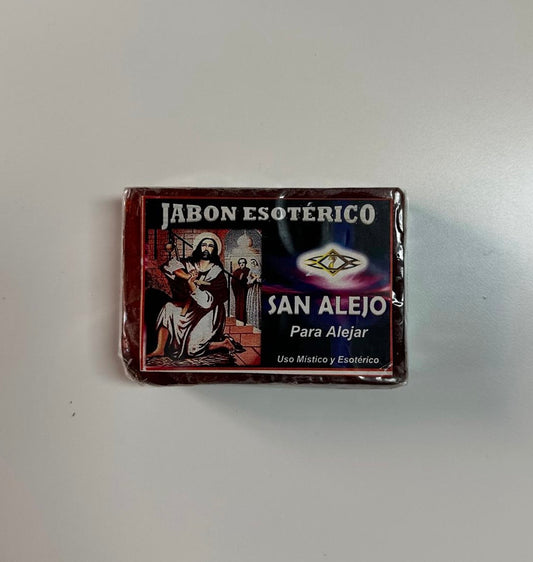 JABON ESOTÉRICO
SAN ALEJO
Para Alejar
Uso Místico y Esotérico